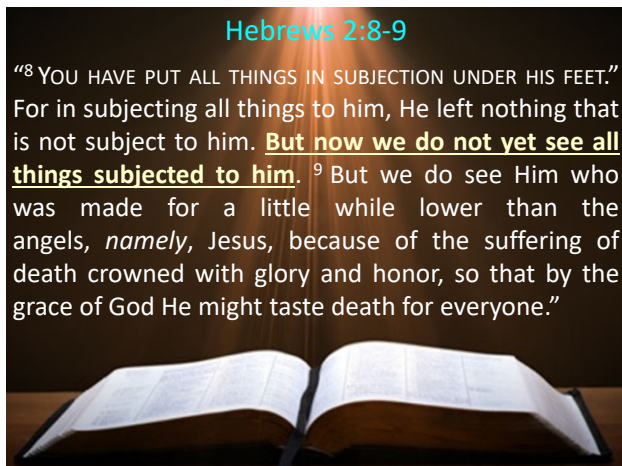 Hebrews 2:8-9
“8 YOU HAVE PUT ALL THINGS IN SUBJECTION UNDER HIS FEET.”
For in subjecting all things to him, He left nothing that
is not subject to him. But now we do not yet see all
things subjected to him. 9 But we do see Him who
was made for a little while lower than the
angels, namely, Jesus, because of the suffering of
death crowned with glory and honor, so that by the
grace of God He might taste death for everyone.”